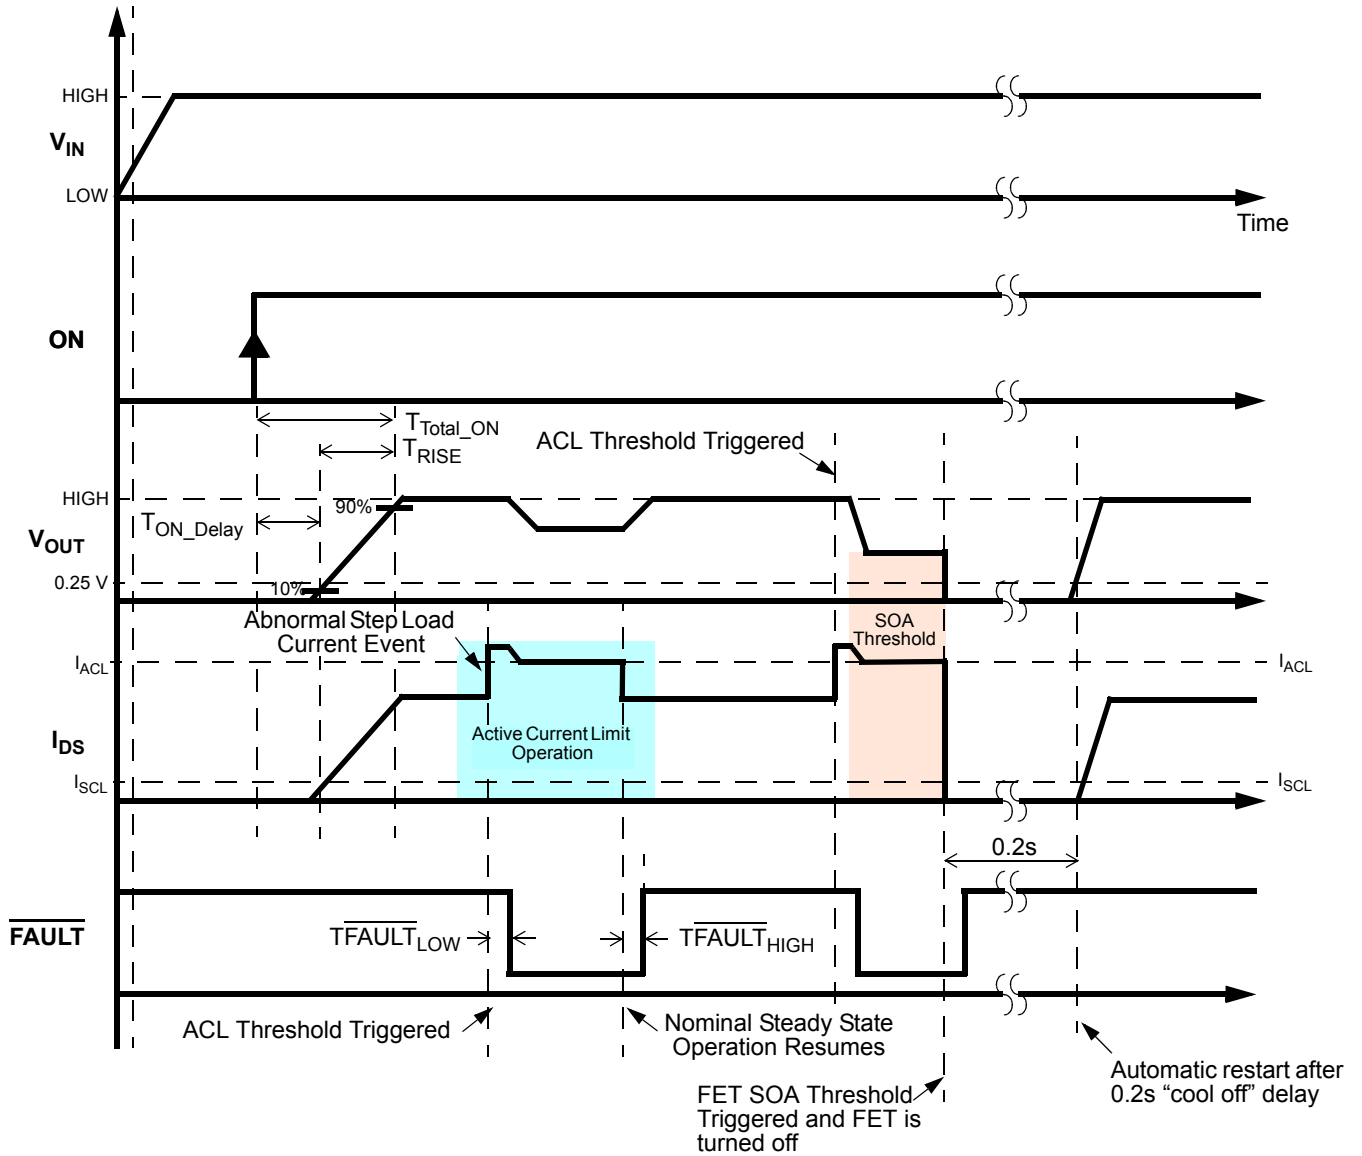 HIGH
VIN
LOW
Time
ON
TTotal_ON
TRISE
ACL Threshold Triggered
HIGH
90%
TON_Delay
VOUT
0.25 V
10%
Abnormal Step Load
Current Event
SOA
Threshold
IACL
IACL
Active Current Limit
Operation
IDS
ISCL
ISCL
0.2s
FAULT
TFAULTLOW
TFAULTHIGH
ACL Threshold Triggered
Nominal Steady State
Operation Resumes
Automatic restart after
0.2s “cool off” delay
FET SOA Threshold
Triggered and FET is
turned off